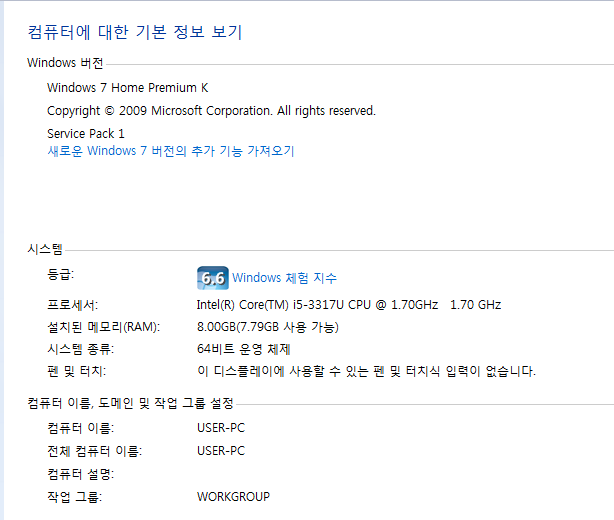 컴퓨터에 대한 기본 정보 보기
Windows 버전
Windows 7 Home Premium K
Copyright © 2009 Microsoft Corporation. All rights reserved.
Service Pack 1
새로운 Windows 7 버전의 추가 기능 가져오기
시스템
등급: 6,6 Windows 체험 지수
프로세서: Intel(R) Core(TM) i5-3317U CPU @ 1.70GHz 1.70 GHz
설치된 메모리(RAM): 8.00GB(7.79GB 사용 가능)
시스템 종류: 64비트 운영 체제
펜 및 터치: 이 디스플레이에 사용할 수 있는 펜 및 터치식 입력이 없습니다.
컴퓨터 이름, 도메인 및 작업 그룹 설정
컴퓨터 이름: USER-PC
전체 컴퓨터 이름: USER-PC
컴퓨터 설명:
작업 그룹: WORKGROUP